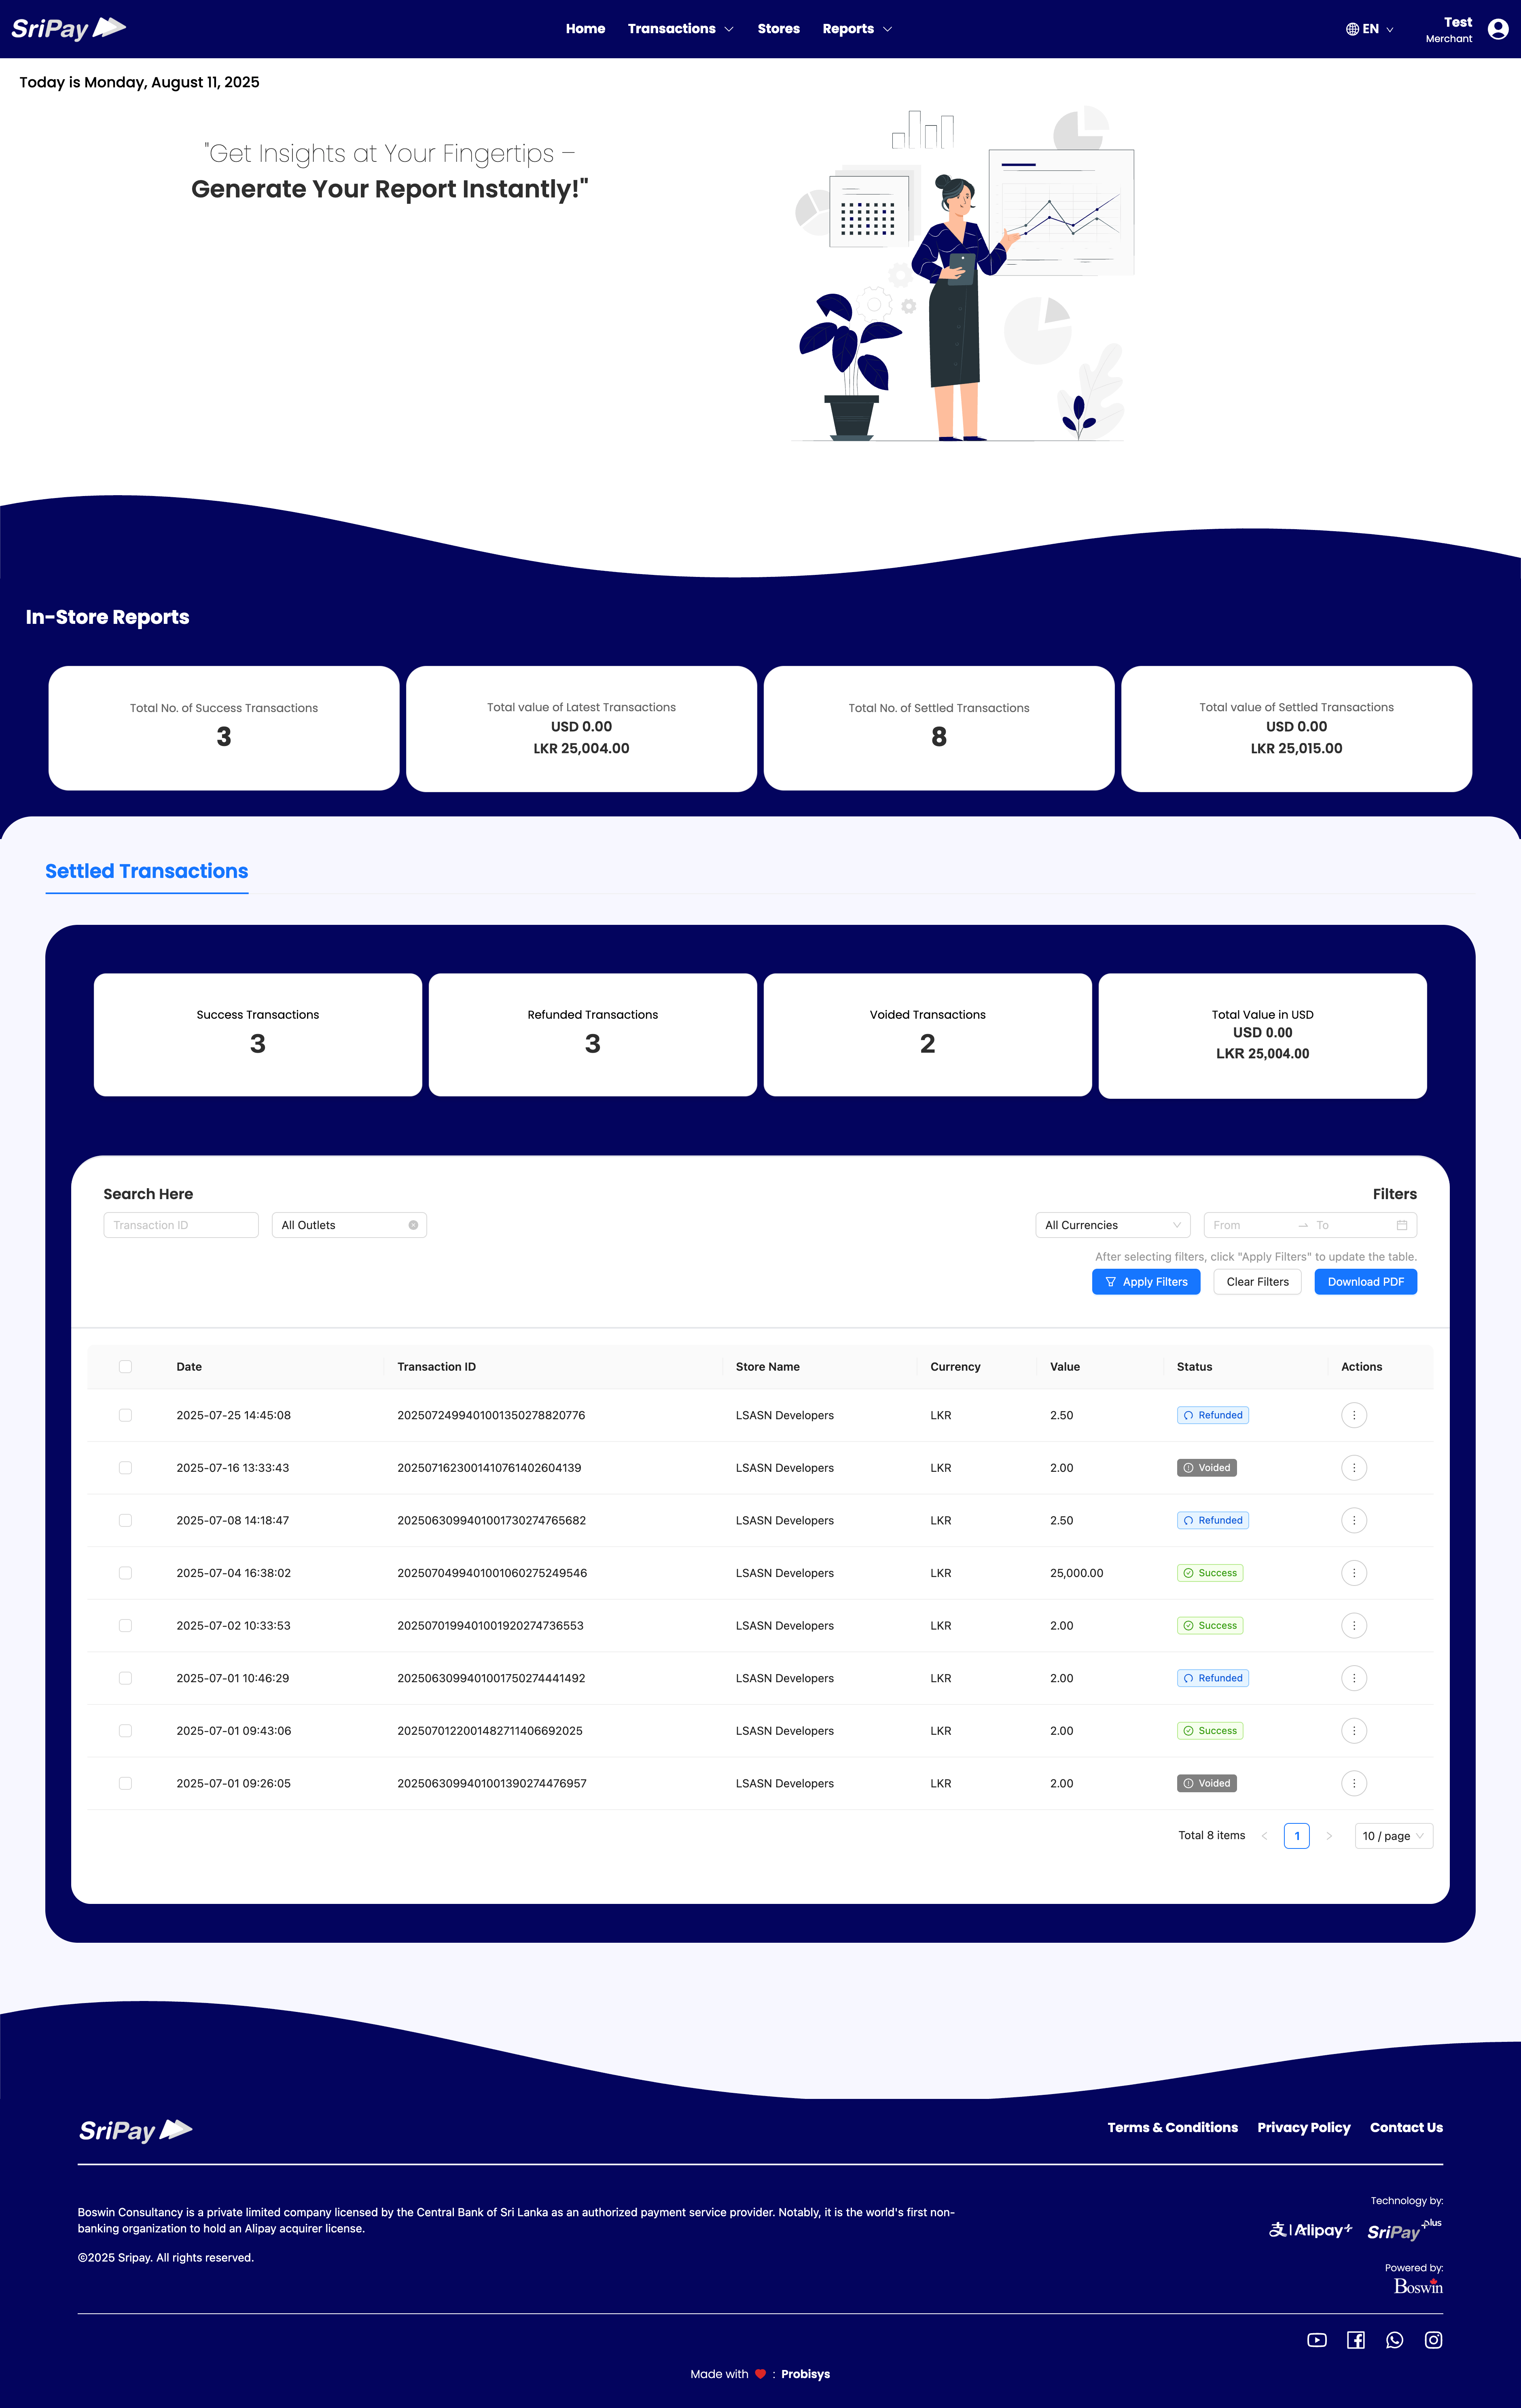 SriPay
Home Transactions Stores Reports
EN
Test
Merchant
Today is Monday, August 11, 2025
"Get Insights at Your Fingertips –
Generate Your Report Instantly!"
In-Store Reports
Total No. of Success Transactions
3
Total value of Latest Transactions
USD 0.00
LKR 25,004.00
Total No. of Settled Transactions
8
Total value of Settled Transactions
USD 0.00
LKR 25,015.00
Settled Transactions
Success Transactions
3
Refunded Transactions
3
Voided Transactions
2
Total Value in USD
USD 0.00
LKR 25,004.00
Search Here
Transaction ID
All Outlets
Filters
All Currencies
From To
After selecting filters, click "Apply Filters" to update the table.
Apply Filters Clear Filters Download PDF
Date Transaction ID Store Name Currency Value Status Actions
2025-07-25 14:45:08 2025072499401001350278820776 LSASN Developers LKR 2.50 Refunded
2025-07-16 13:33:43 2025071623001410761402604139 LSASN Developers LKR 2.00 Voided
2025-07-08 14:18:47 2025063099401001730274765682 LSASN Developers LKR 2.50 Refunded
2025-07-04 16:38:02 2025070499401001060275249546 LSASN Developers LKR 25,000.00 Success
2025-07-02 10:33:53 2025070199401001920274736553 LSASN Developers LKR 2.00 Success
2025-07-01 10:46:29 2025063099401001750274441492 LSASN Developers LKR 2.00 Refunded
2025-07-01 09:43:06 2025070122001482711406692025 LSASN Developers LKR 2.00 Success
2025-07-01 09:26:05 2025063099401001390274476957 LSASN Developers LKR 2.00 Voided
Total 8 items 1 10 / page
SriPay
Terms & Conditions Privacy Policy Contact Us
Boswin Consultancy is a private limited company licensed by the Central Bank of Sri Lanka as an authorized payment service provider. Notably, it is the world's first non-
banking organization to hold an Alipay acquirer license.
©2025 Sripay. All rights reserved.
Technology by:
支 | Alipay+ SriPay plus
Powered by:
Boswin
Made with ❤ : Probisys